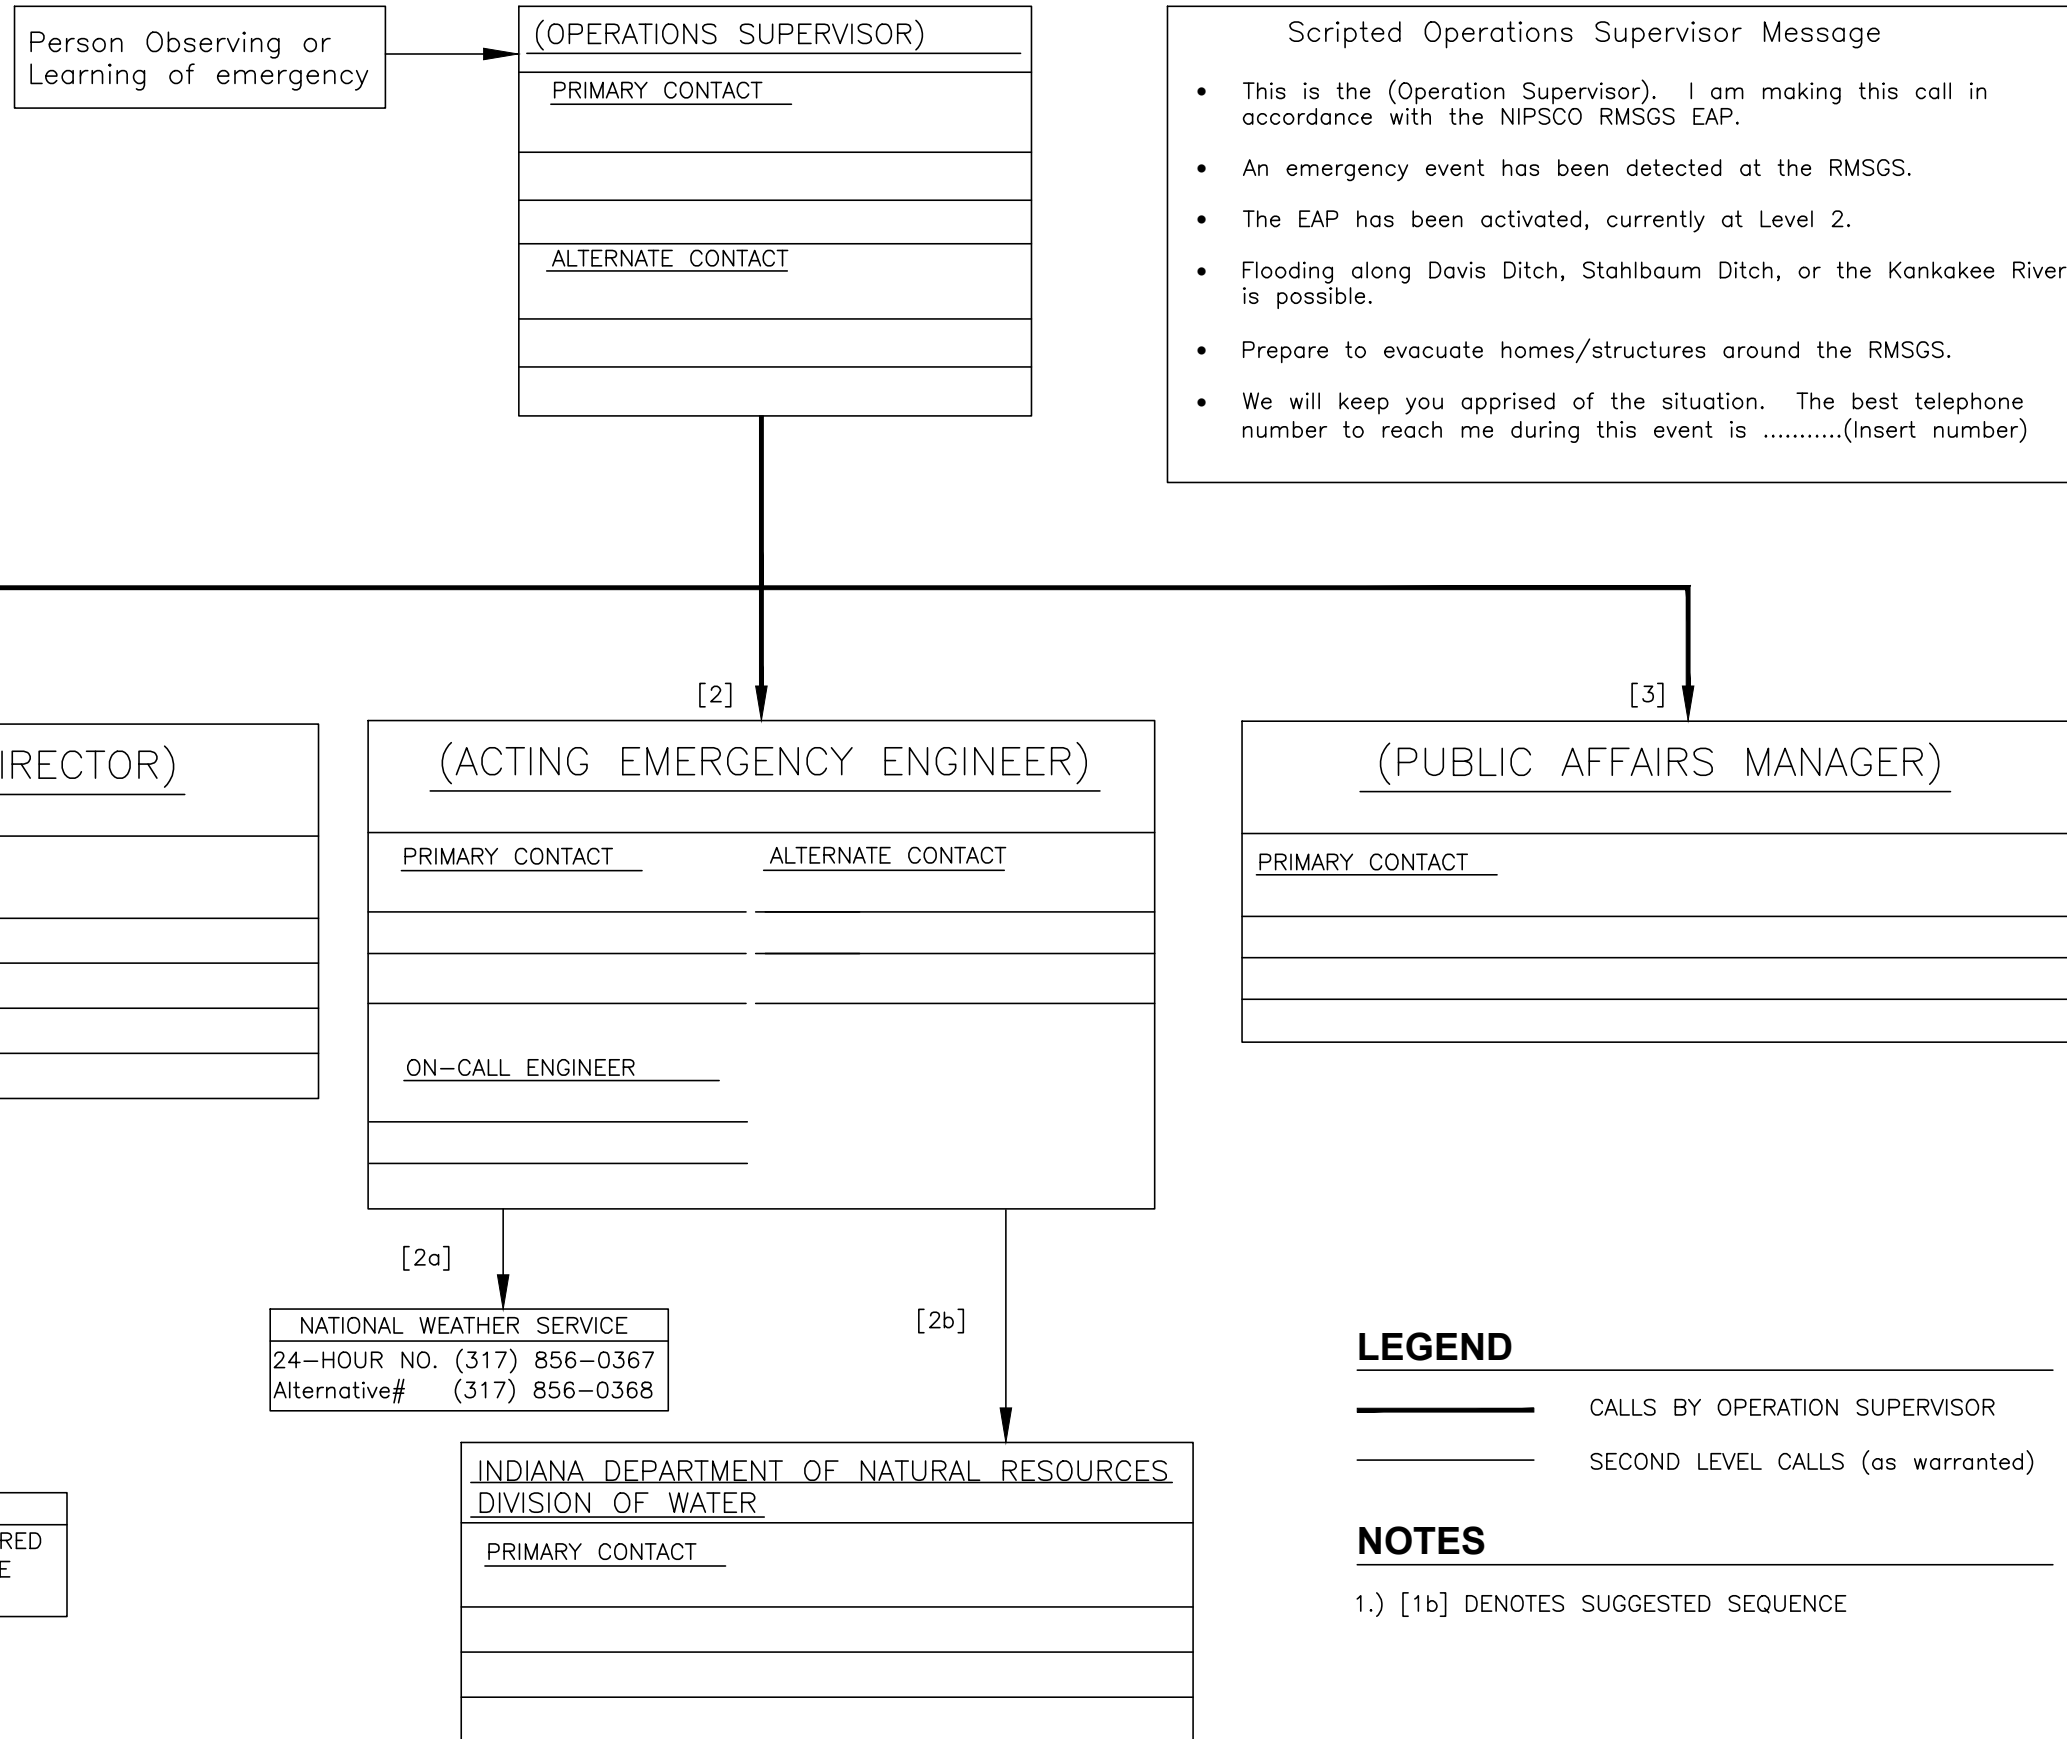 Person Observing or
Learning of emergency
(OPERATIONS SUPERVISOR)
PRIMARY CONTACT
ALTERNATE CONTACT
Scripted Operations Supervisor Message
• This is the (Operation Supervisor). I am making this call in
accordance with the NIPSCO RMSGS EAP.
• An emergency event has been detected at the RMSGS.
• The EAP has been activated, currently at Level 2.
• Flooding along Davis Ditch, Stahlbaum Ditch, or the Kankakee River
is possible.
• Prepare to evacuate homes/structures around the RMSGS.
• We will keep you apprised of the situation. The best telephone
number to reach me during this event is ...........(Insert number)
[2]
[3]
IRECTOR)
(ACTING EMERGENCY ENGINEER)
PRIMARY CONTACT
ALTERNATE CONTACT
ON-CALL ENGINEER
(PUBLIC AFFAIRS MANAGER)
PRIMARY CONTACT
[2a]
[2b]
NATIONAL WEATHER SERVICE
24-HOUR NO. (317) 856-0367
Alternative# (317) 856-0368
INDIANA DEPARTMENT OF NATURAL RESOURCES
DIVISION OF WATER
PRIMARY CONTACT
RED
E
LEGEND
CALLS BY OPERATION SUPERVISOR
SECOND LEVEL CALLS (as warranted)
NOTES
1.) [1b] DENOTES SUGGESTED SEQUENCE